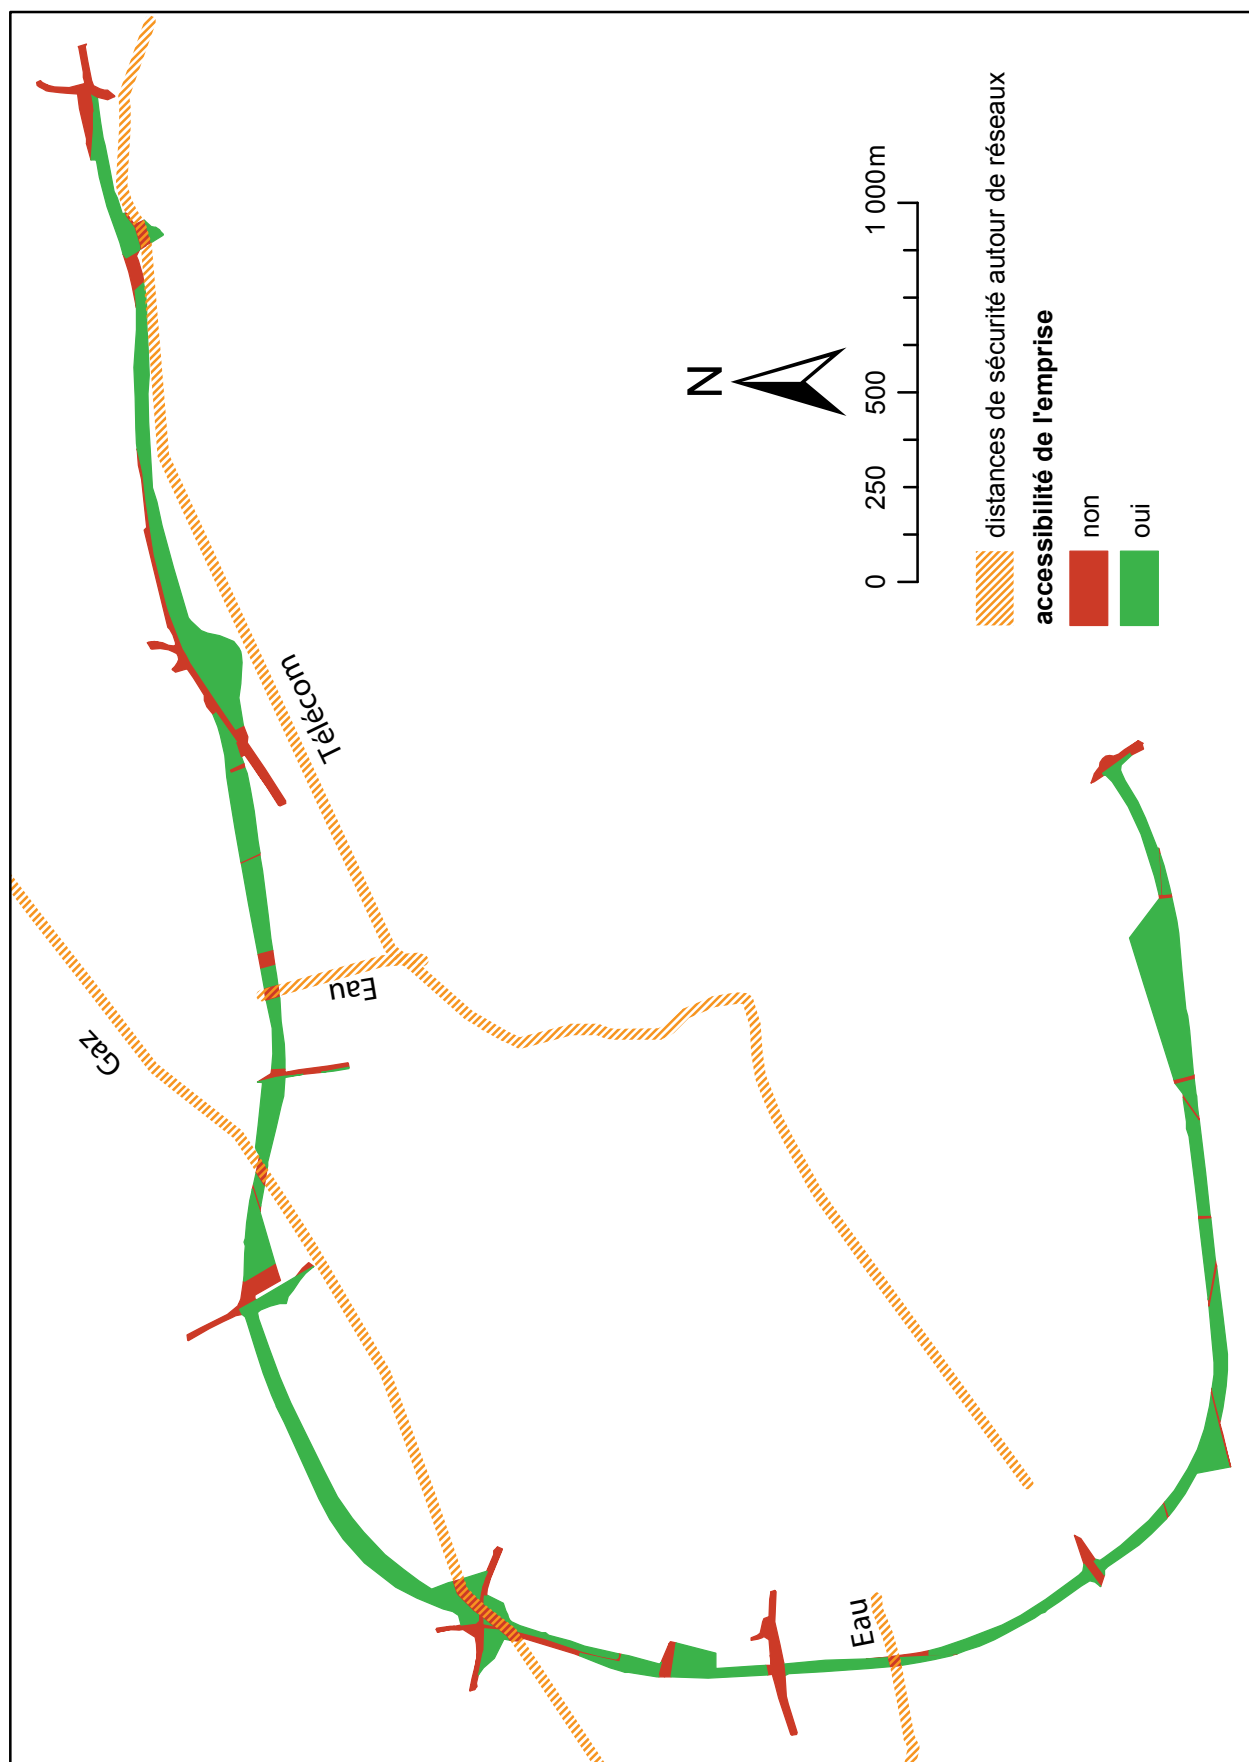 Télécom
Gaz
Eau
Eau
N
0 250 500 1 000 m
distances de sécurité autour de réseaux
accessibilité de l'emprise
non
oui